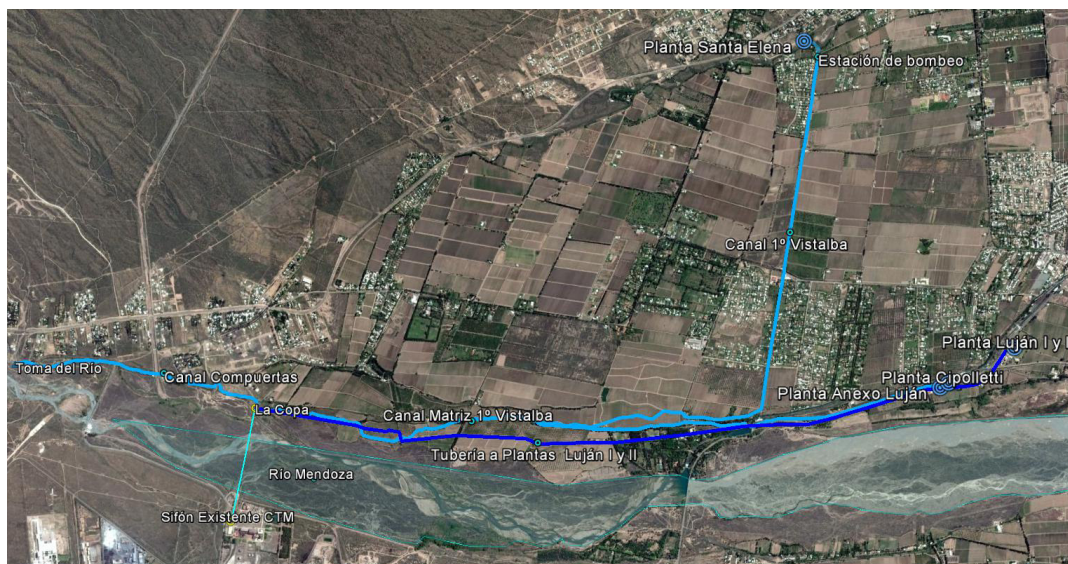 Planta Santa Elena
Estación de bombeo
Canal 1º Vistalba
Planta Luján I y I
Toma del Río
Canal Compuertas
Planta Cipolletti
Planta Anexo Luján
La Copa
Canal Matriz 1º Vistalba
Tubería a Plantas Luján I y II
Río Mendoza
Sifón Existente CTM